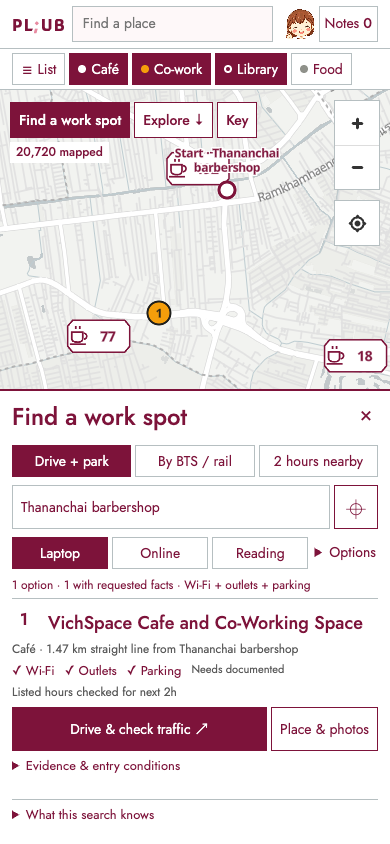 PL;UB Find a place Notes 0
≡ List Café Co-work Library Food
Find a work spot Explore ↓ Key +
20,720 mapped
Start · Thananchai
barbershop
−
Ramkhamhaeng
1
77
18
Find a work spot ×
Drive + park By BTS / rail 2 hours nearby
Thananchai barbershop
Laptop Online Reading ▶ Options
1 option · 1 with requested facts · Wi-Fi + outlets + parking
1 VichSpace Cafe and Co-Working Space
Café · 1.47 km straight line from Thananchai barbershop
✓ Wi-Fi ✓ Outlets ✓ Parking Needs documented
Listed hours checked for next 2h
Drive & check traffic ↗ Place & photos
▶ Evidence & entry conditions
▶ What this search knows